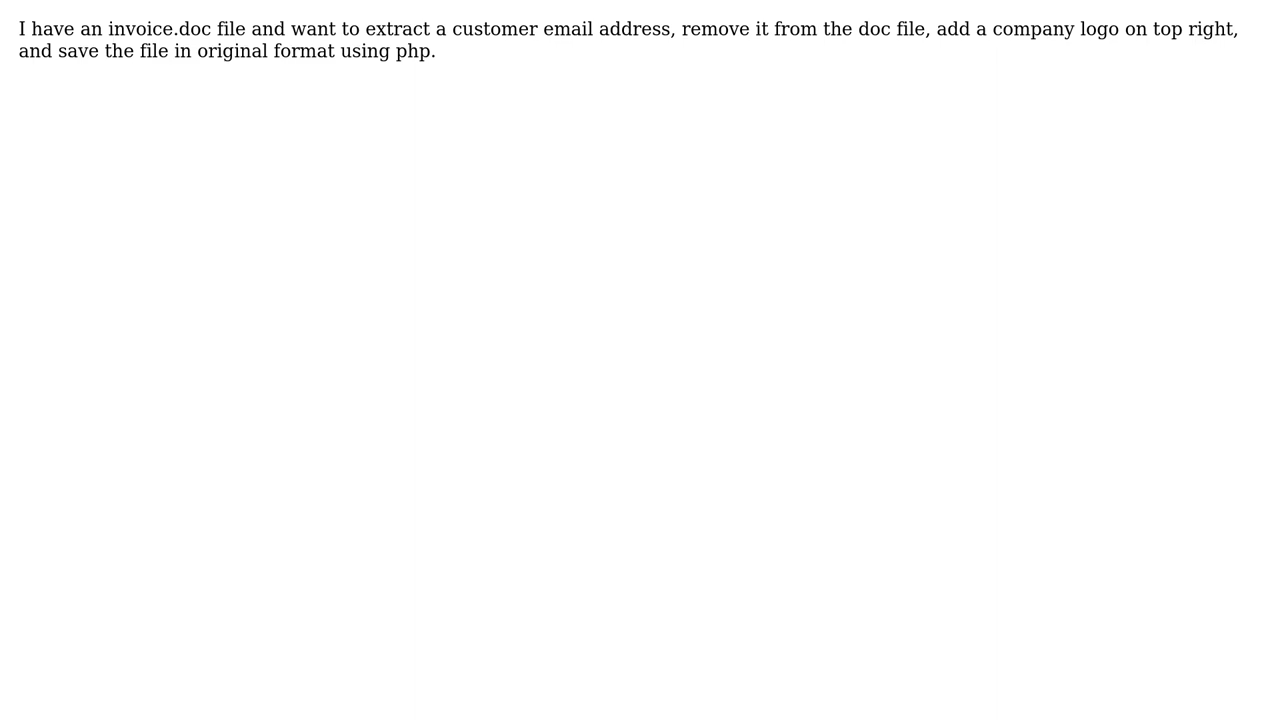 I have an invoice.doc file and want to extract a customer email address, remove it from the doc file, add a company logo on top right,
and save the file in original format using php.